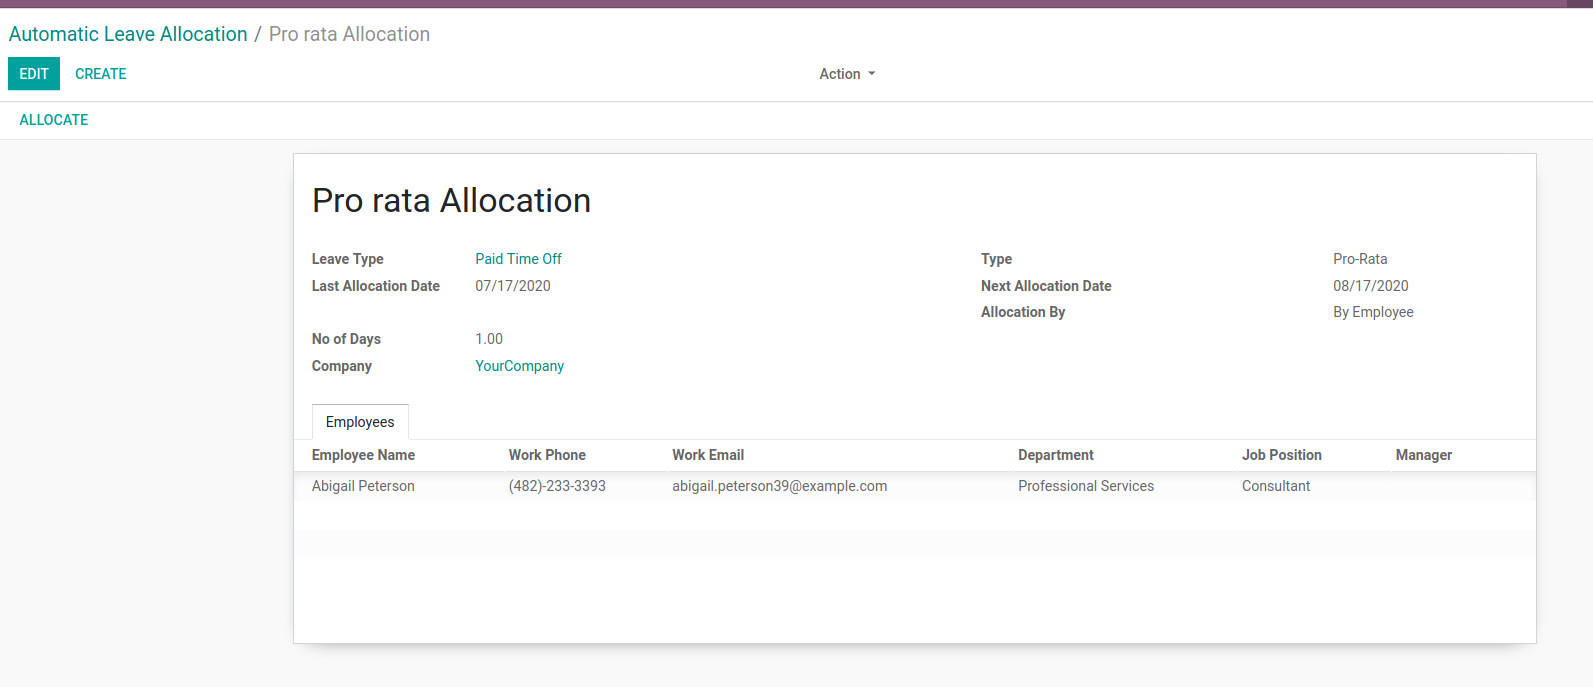 Automatic Leave Allocation / Pro rata Allocation
EDIT CREATE Action
ALLOCATE
Pro rata Allocation
Leave Type Paid Time Off Type Pro-Rata
Last Allocation Date 07/17/2020 Next Allocation Date 08/17/2020
Allocation By By Employee
No of Days 1.00
Company YourCompany
Employees
Employee Name Work Phone Work Email Department Job Position Manager
Abigail Peterson (482)-233-3393 abigail.peterson39@example.com Professional Services Consultant